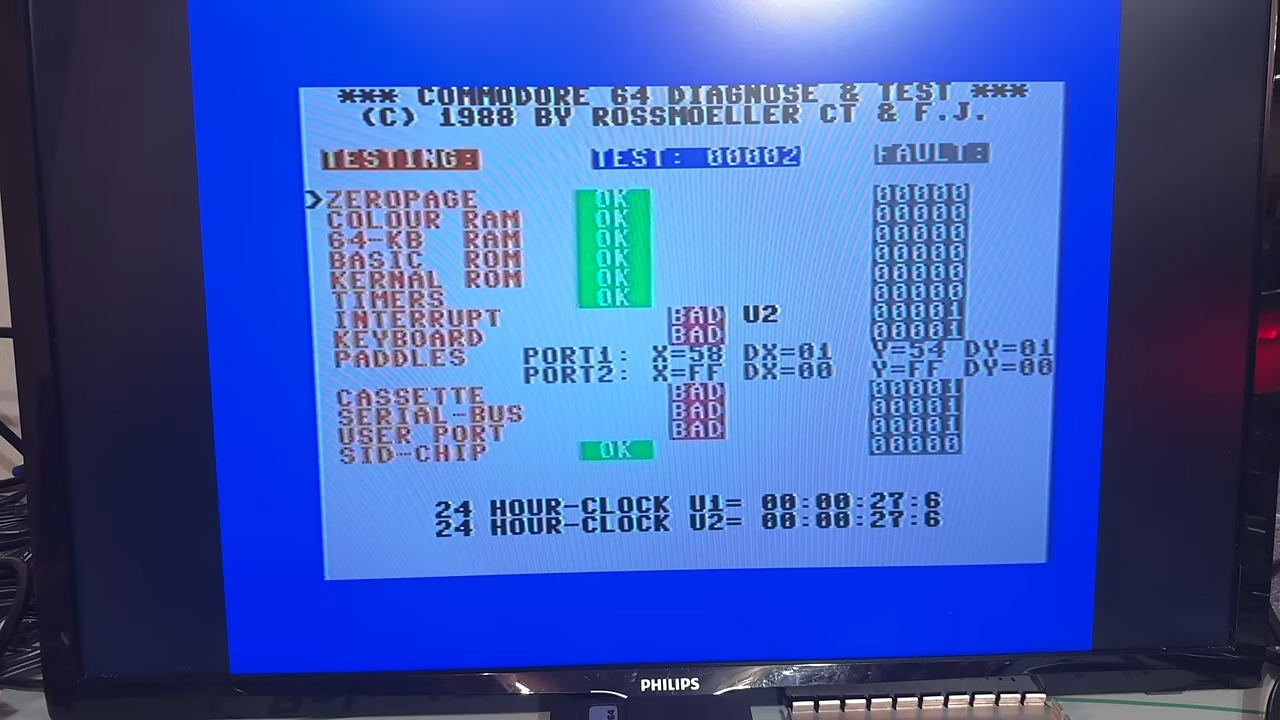 *** COMMODORE 64 DIAGNOSE & TEST ***
(C) 1988 BY ROSSMOELLER CT & F.J.
TESTING: TEST: 00002 FAULT:
>ZEROPAGE OK 00000
COLOUR RAM OK 00000
64-KB RAM OK 00000
BASIC ROM OK 00000
KERNAL ROM OK 00000
TIMERS OK 00000
INTERRUPT BAD U2 00001
KEYBOARD BAD 00001
PADDLES PORT1: X=58 DX=01 Y=54 DY=01
PORT2: X=FF DX=00 Y=FF DY=00
CASSETTE BAD 00001
SERIAL-BUS BAD 00001
USER PORT BAD 00001
SID-CHIP OK 00000
24 HOUR-CLOCK U1= 00:00:27:6
24 HOUR-CLOCK U2= 00:00:27:6
PHILIPS